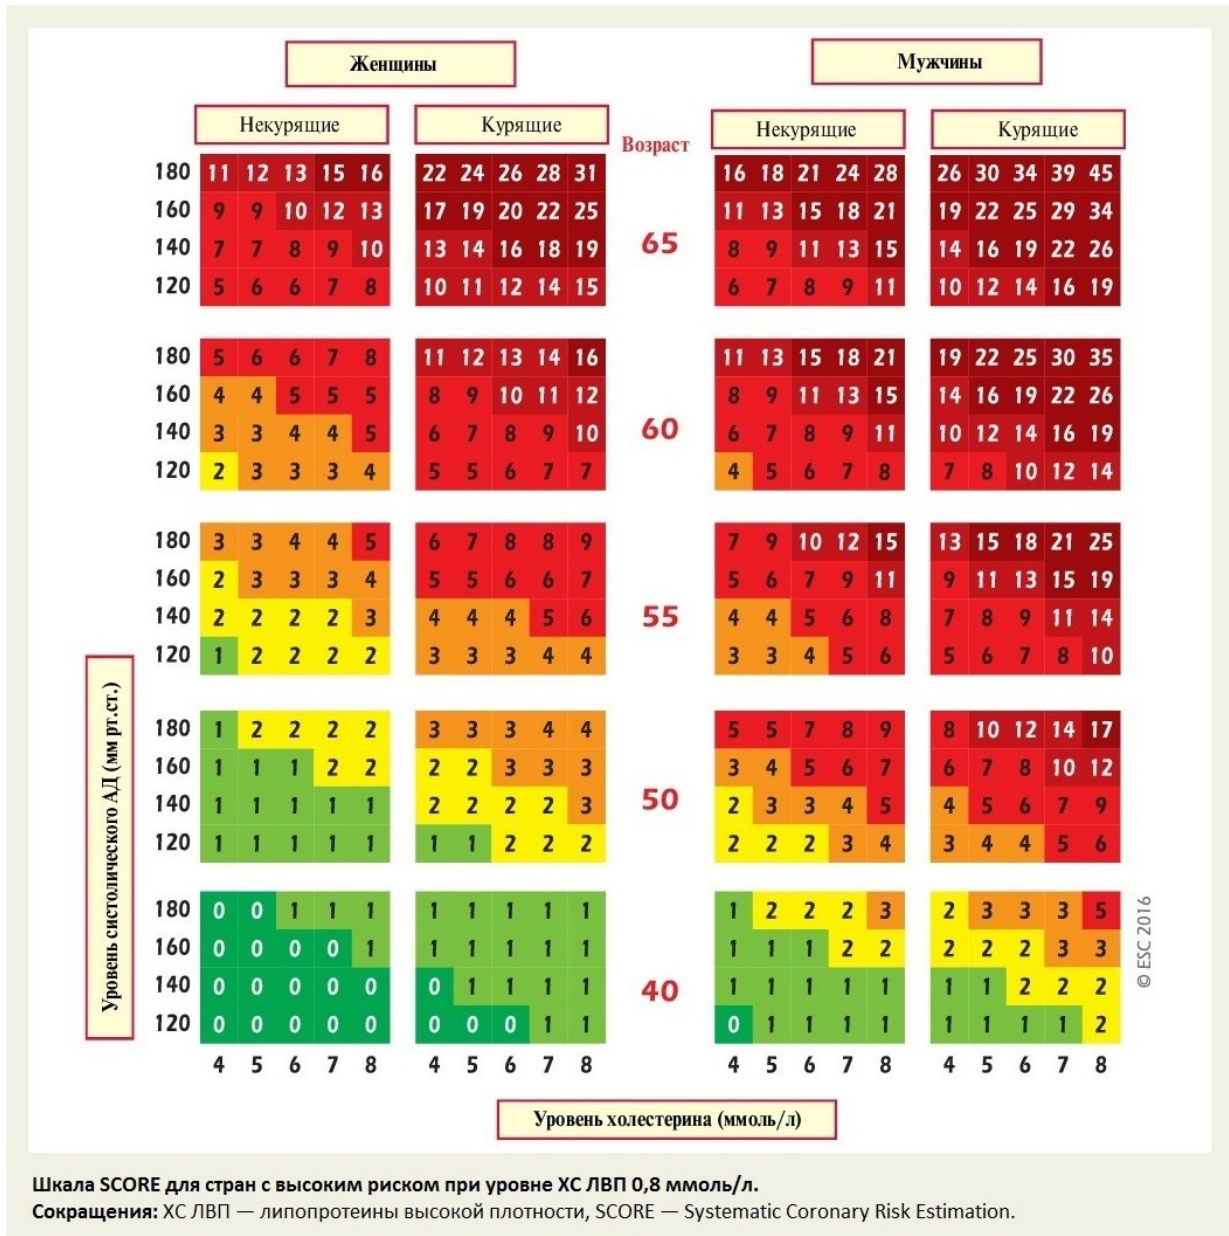 Женщины Мужчины
Некурящие Курящие Возраст Некурящие Курящие
180 11 12 13 15 16 22 24 26 28 31 16 18 21 24 28 26 30 34 39 45
160 9 9 10 12 13 17 19 20 22 25 11 13 15 18 21 19 22 25 29 34
140 7 7 8 9 10 13 14 16 18 19 65 8 9 11 13 15 14 16 19 22 26
120 5 6 6 7 8 10 11 12 14 15 6 7 8 9 11 10 12 14 16 19
180 5 6 6 7 8 11 12 13 14 16 11 13 15 18 21 19 22 25 30 35
160 4 4 5 5 5 8 9 10 11 12 8 9 11 13 15 14 16 19 22 26
140 3 3 4 4 5 6 7 8 9 10 60 6 7 8 9 11 10 12 14 16 19
120 2 3 3 3 4 5 5 6 7 7 4 5 6 7 8 7 8 10 12 14
180 3 3 4 4 5 6 7 8 8 9 7 9 10 12 15 13 15 18 21 25
160 2 3 3 3 4 5 5 6 6 7 5 6 7 9 11 9 11 13 15 19
140 2 2 2 2 3 4 4 4 5 6 55 4 4 5 6 8 7 8 9 11 14
120 1 2 2 2 2 3 3 3 4 4 3 3 4 5 6 5 6 7 8 10
180 1 2 2 2 2 3 3 3 4 4 5 5 7 8 9 8 10 12 14 17
160 1 1 1 2 2 2 2 3 3 3 3 4 5 6 7 6 7 8 10 12
140 1 1 1 1 1 2 2 2 2 3 50 2 3 3 4 5 4 5 6 7 9
120 1 1 1 1 1 1 1 2 2 2 2 2 2 3 4 3 4 4 5 6
180 0 0 1 1 1 1 1 1 1 1 1 2 2 2 3 2 3 3 3 5
160 0 0 0 0 1 1 1 1 1 1 1 1 1 2 2 2 2 2 3 3
140 0 0 0 0 0 0 1 1 1 1 40 1 1 1 1 1 1 1 2 2 2
120 0 0 0 0 0 0 0 0 1 1 0 1 1 1 1 1 1 1 1 2
4 5 6 7 8 4 5 6 7 8 4 5 6 7 8 4 5 6 7 8
Уровень систолического АД (мм рт.ст.)
© ESC 2016
Уровень холестерина (ммоль/л)
Шкала SCORE для стран с высоким риском при уровне ХС ЛВП 0,8 ммоль/л.
Сокращения: ХС ЛВП — липопротеины высокой плотности, SCORE — Systematic Coronary Risk Estimation.